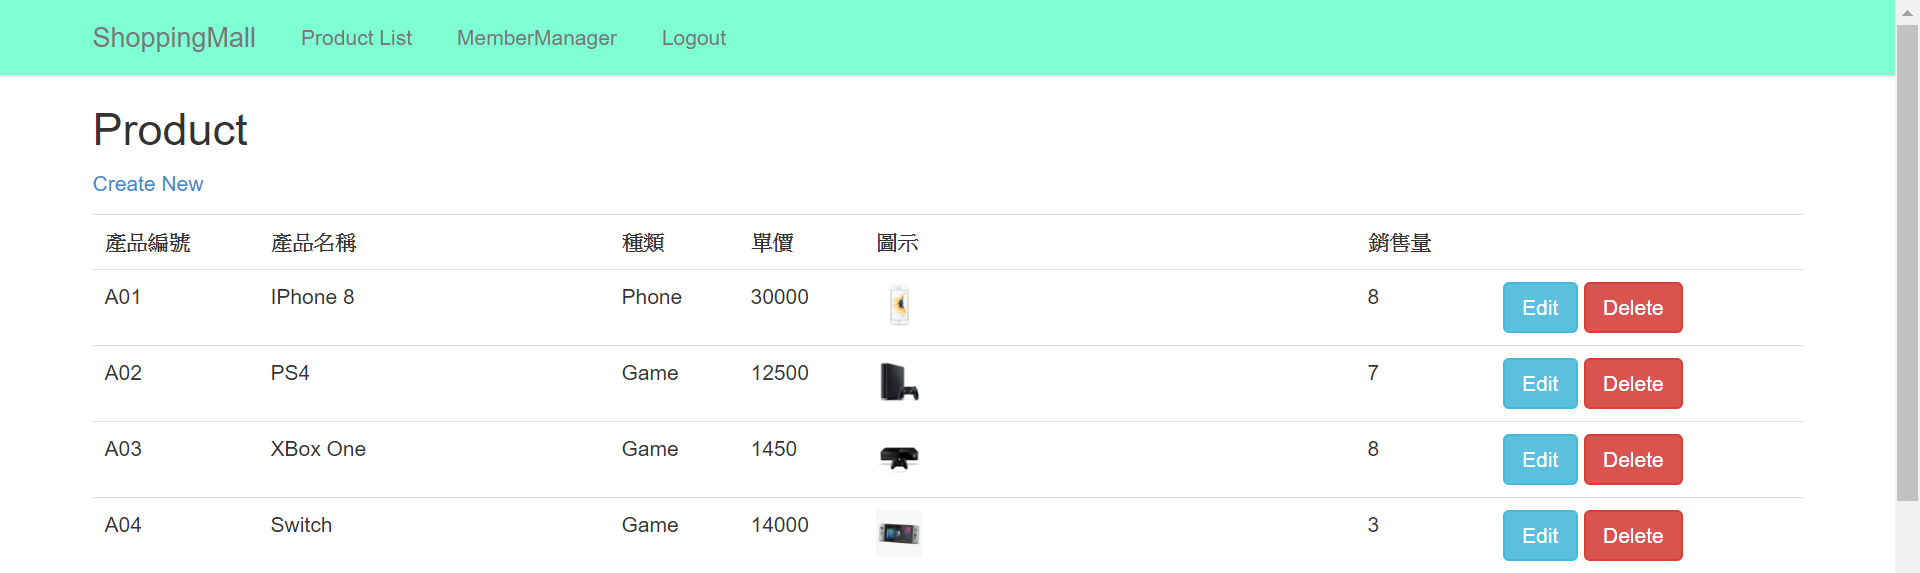 ShoppingMall Product List MemberManager Logout
Product
Create New
產品編號 產品名稱 種類 單價 圖示 銷售量
A01 IPhone 8 Phone 30000 8 Edit Delete
A02 PS4 Game 12500 7 Edit Delete
A03 XBox One Game 1450 8 Edit Delete
A04 Switch Game 14000 3 Edit Delete